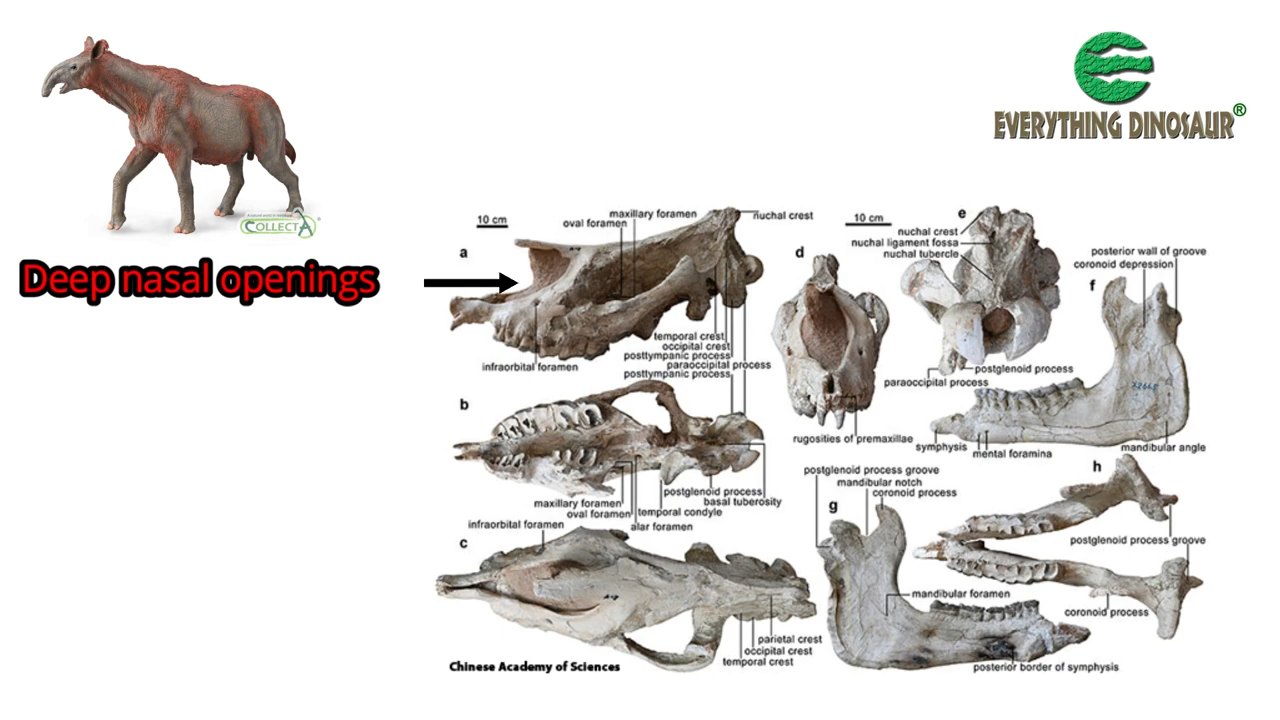 EVERYTHING DINOSAUR®
COLLECTA®
Deep nasal openings
10 cm
maxillary foramen
oval foramen
nuchal crest
a
temporal crest
occipital crest
posttympanic process
paraoccipital process
posttympanic process
infraorbital foramen
b
postglenoid process
basal tuberosity
maxillary foramen
oval foramen
temporal condyle
alar foramen
infraorbital foramen
c
parietal crest
occipital crest
temporal crest
Chinese Academy of Sciences
10 cm
d
rugosities of premaxillae
e
nuchal crest
nuchal ligament fossa
nuchal tubercle
postglenoid process
paraoccipital process
posterior wall of groove
coronoid depression
f
symphysis
mental foramina
mandibular angle
postglenoid process groove
mandibular notch
coronoid process
g
mandibular foramen
posterior border of symphysis
h
postglenoid process groove
coronoid process